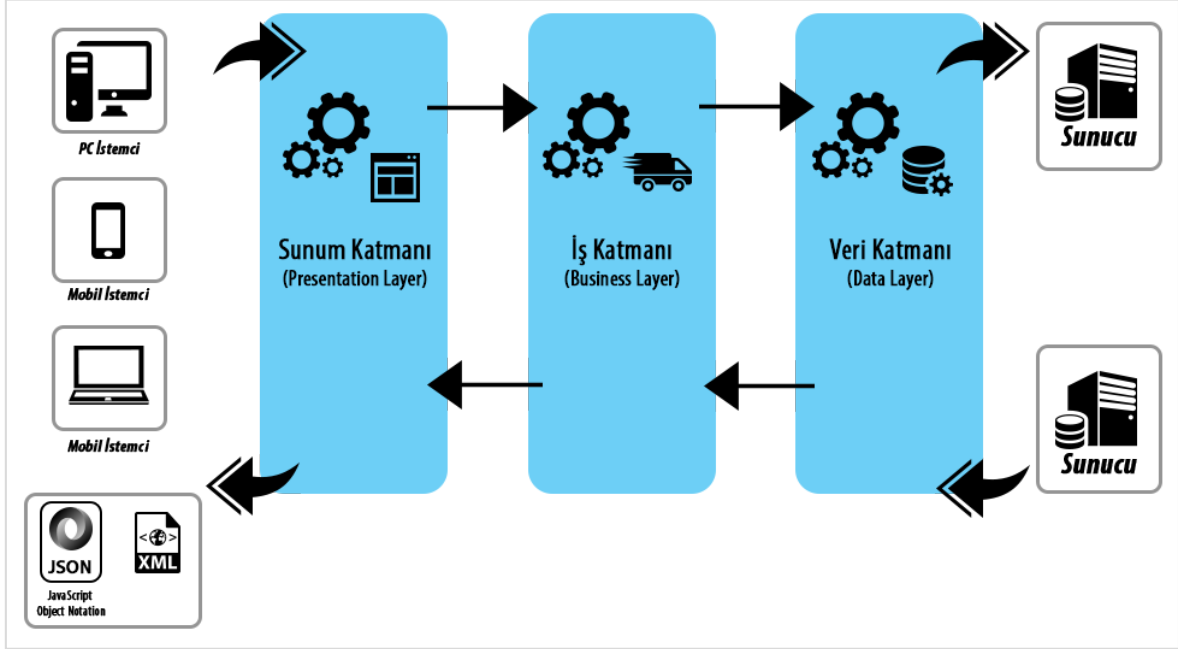 PC İstemci
Mobil İstemci
Mobil İstemci
JSON
JavaScript
Object Notation
< >
XML
Sunum Katmanı
(Presentation Layer)
İş Katmanı
(Business Layer)
Veri Katmanı
(Data Layer)
Sunucu
Sunucu